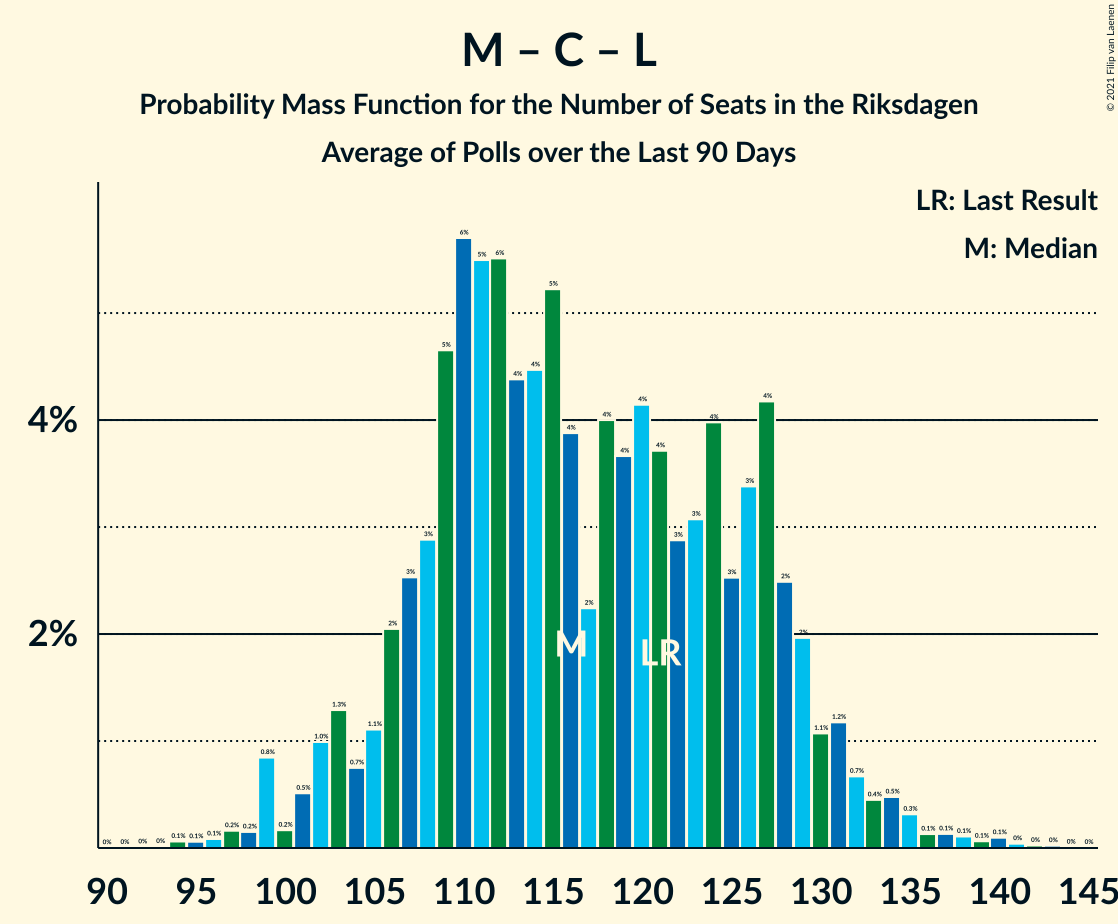 M – C – L
Probability Mass Function for the Number of Seats in the Riksdagen
Average of Polls over the Last 90 Days
© 2021 Filip van Laenen
LR: Last Result
M: Median
4%
2%
0% 0% 0% 0% 0.1% 0.1% 0.1% 0.2% 0.2% 0.8% 0.2% 0.5% 1.0% 1.3% 0.7% 1.1% 2% 3% 3% 5% 6% 5% 6% 4% 4% 5% 4% 2% 4% 4% 4% 4% 3% 3% 4% 3% 3% 4% 2% 2% 1.1% 1.2% 0.7% 0.4% 0.5% 0.3% 0.1% 0.1% 0.1% 0.1% 0.1% 0% 0% 0% 0% 0%
M LR
90 95 100 105 110 115 120 125 130 135 140 145